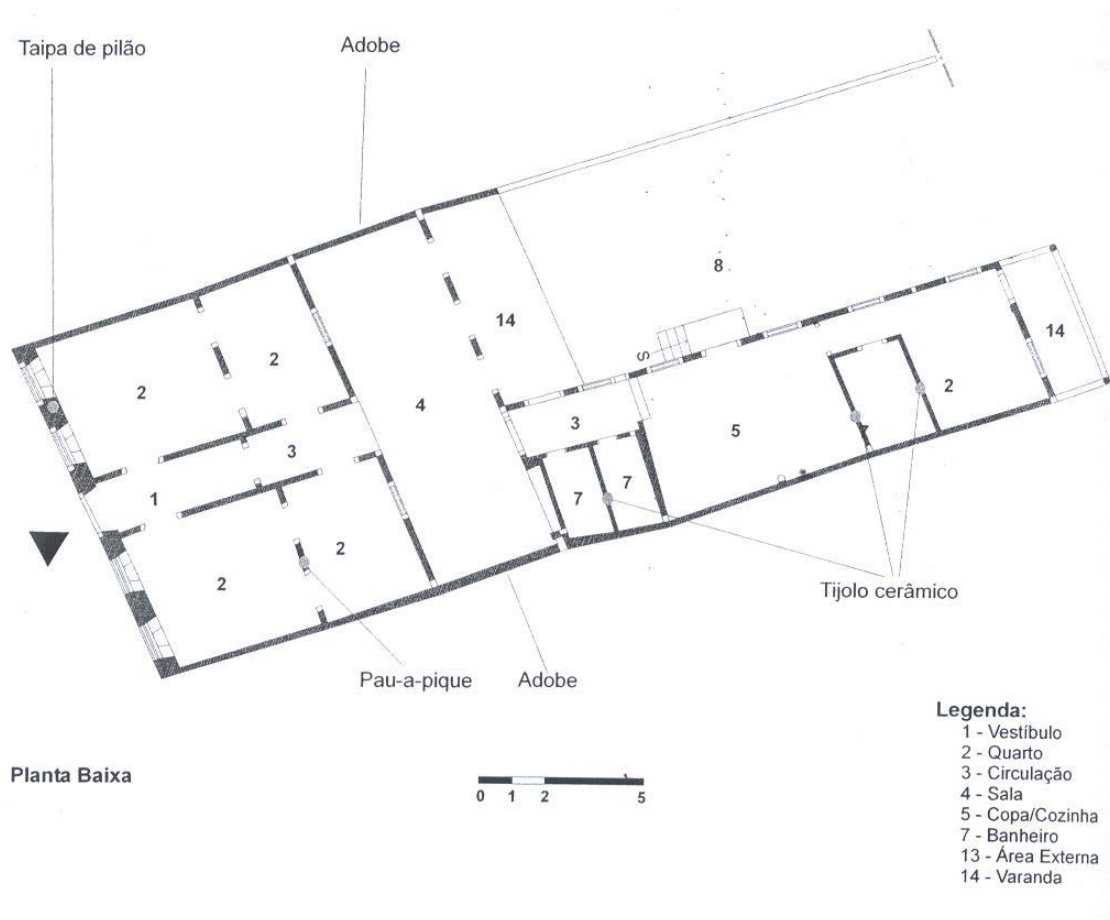 Taipa de pilão
Adobe
8
14
14
2
2
2
4
3
3
5
1
7
7
2
2
S
Tijolo cerâmico
Pau-a-pique
Adobe
Planta Baixa
0 1 2 5
Legenda:
1 - Vestíbulo
2 - Quarto
3 - Circulação
4 - Sala
5 - Copa/Cozinha
7 - Banheiro
13 - Área Externa
14 - Varanda